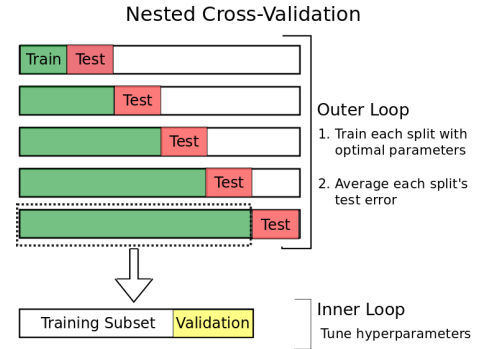 Nested Cross-Validation
Train Test
Test
Test
Test
Test
Outer Loop
1. Train each split with
optimal parameters
2. Average each split's
test error
Training Subset Validation
Inner Loop
Tune hyperparameters